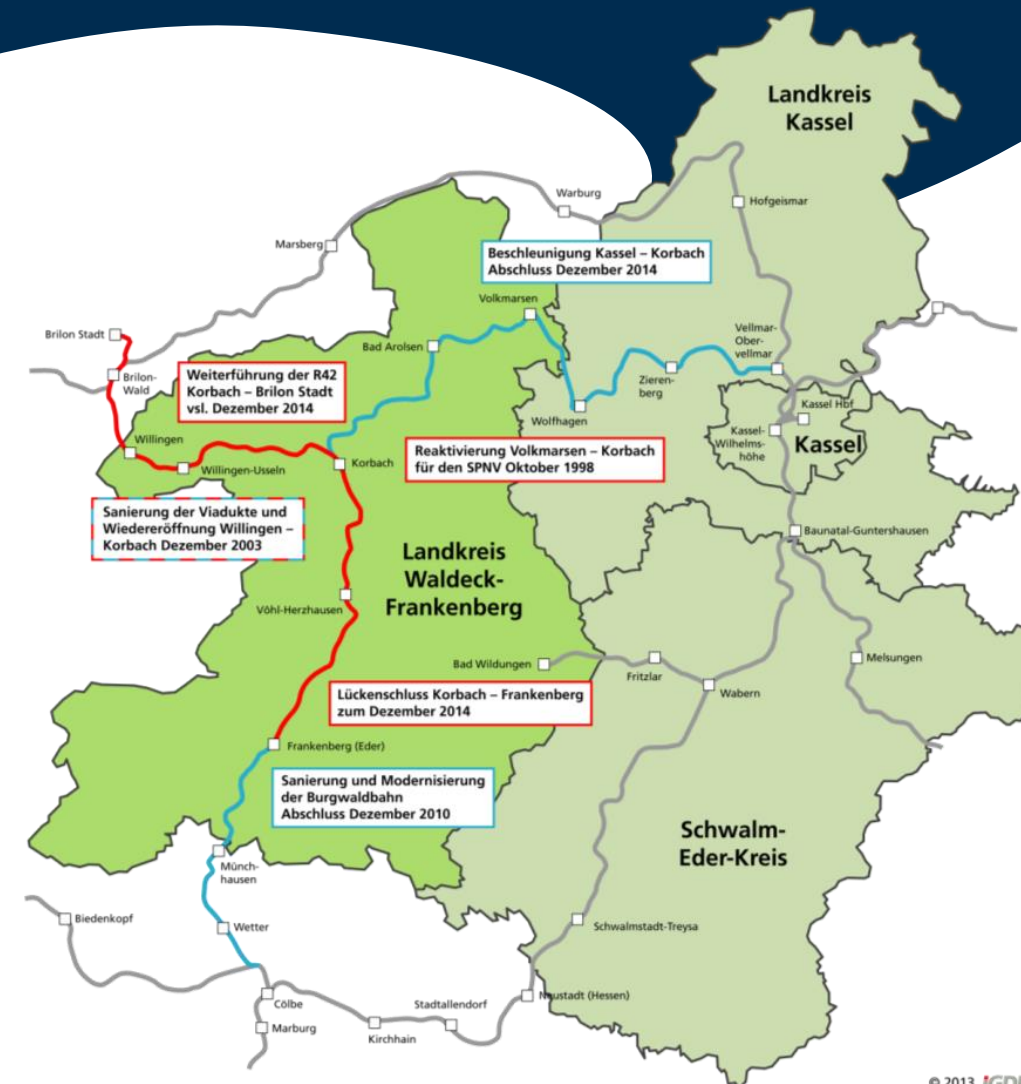 Landkreis
Kassel
Warburg
Hofgeismar
Marsberg
Beschleunigung Kassel – Korbach
Abschluss Dezember 2014
Volkmarsen
Brilon Stadt
Bad Arolsen
Vellmar-
Ober-
vellmar
Brilon-
Wald
Weiterführung der R42
Korbach – Brilon Stadt
vsl. Dezember 2014
Zieren-
berg
Kassel Hbf
Wolfhagen
Kassel-
Wilhelms-
höhe
Kassel
Willingen
Willingen-Usseln
Korbach
Reaktivierung Volkmarsen – Korbach
für den SPNV Oktober 1998
Sanierung der Viadukte und
Wiedereröffnung Willingen –
Korbach Dezember 2003
Baunatal-Guntershausen
Landkreis
Waldeck-
Frankenberg
Vöhl-Herzhausen
Bad Wildungen
Fritzlar
Melsungen
Wabern
Lückenschluss Korbach – Frankenberg
zum Dezember 2014
Frankenberg (Eder)
Sanierung und Modernisierung
der Burgwaldbahn
Abschluss Dezember 2010
Schwalm-
Eder-Kreis
Münch-
hausen
Biedenkopf
Wetter
Schwalmstadt-Treysa
Neustadt (Hessen)
Cölbe
Stadtallendorf
Marburg
Kirchhain
© 2013